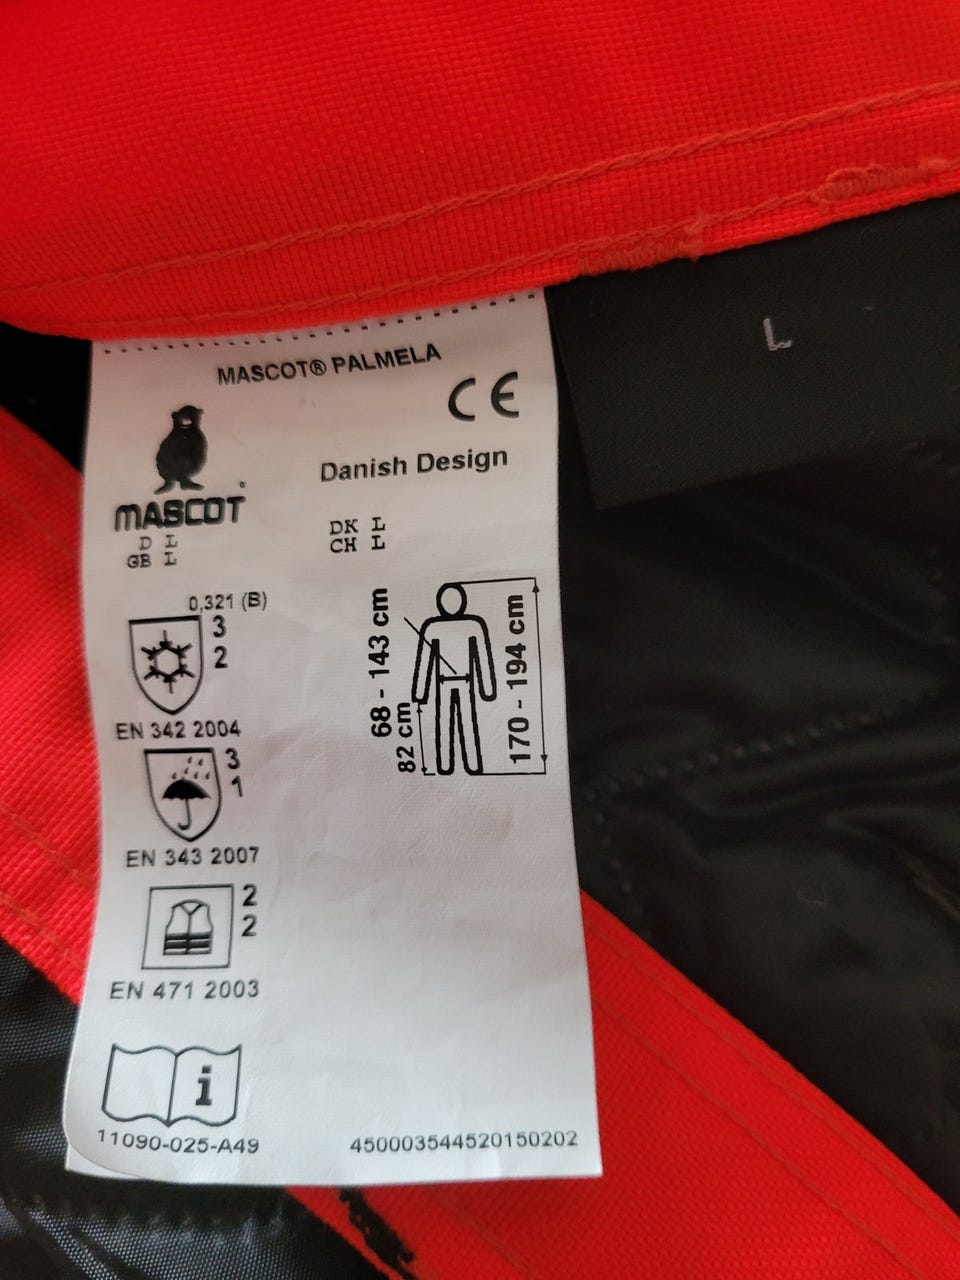 L
MASCOT® PALMELA
CE
Danish Design
MASCOT
D L
GB L
DK L
CH L
0,321 (B)
3
2
EN 342 2004
68 - 143 cm
82 cm
170 - 194 cm
3
1
EN 343 2007
2
2
EN 471 2003
i
11090-025-A49
450003544520150202